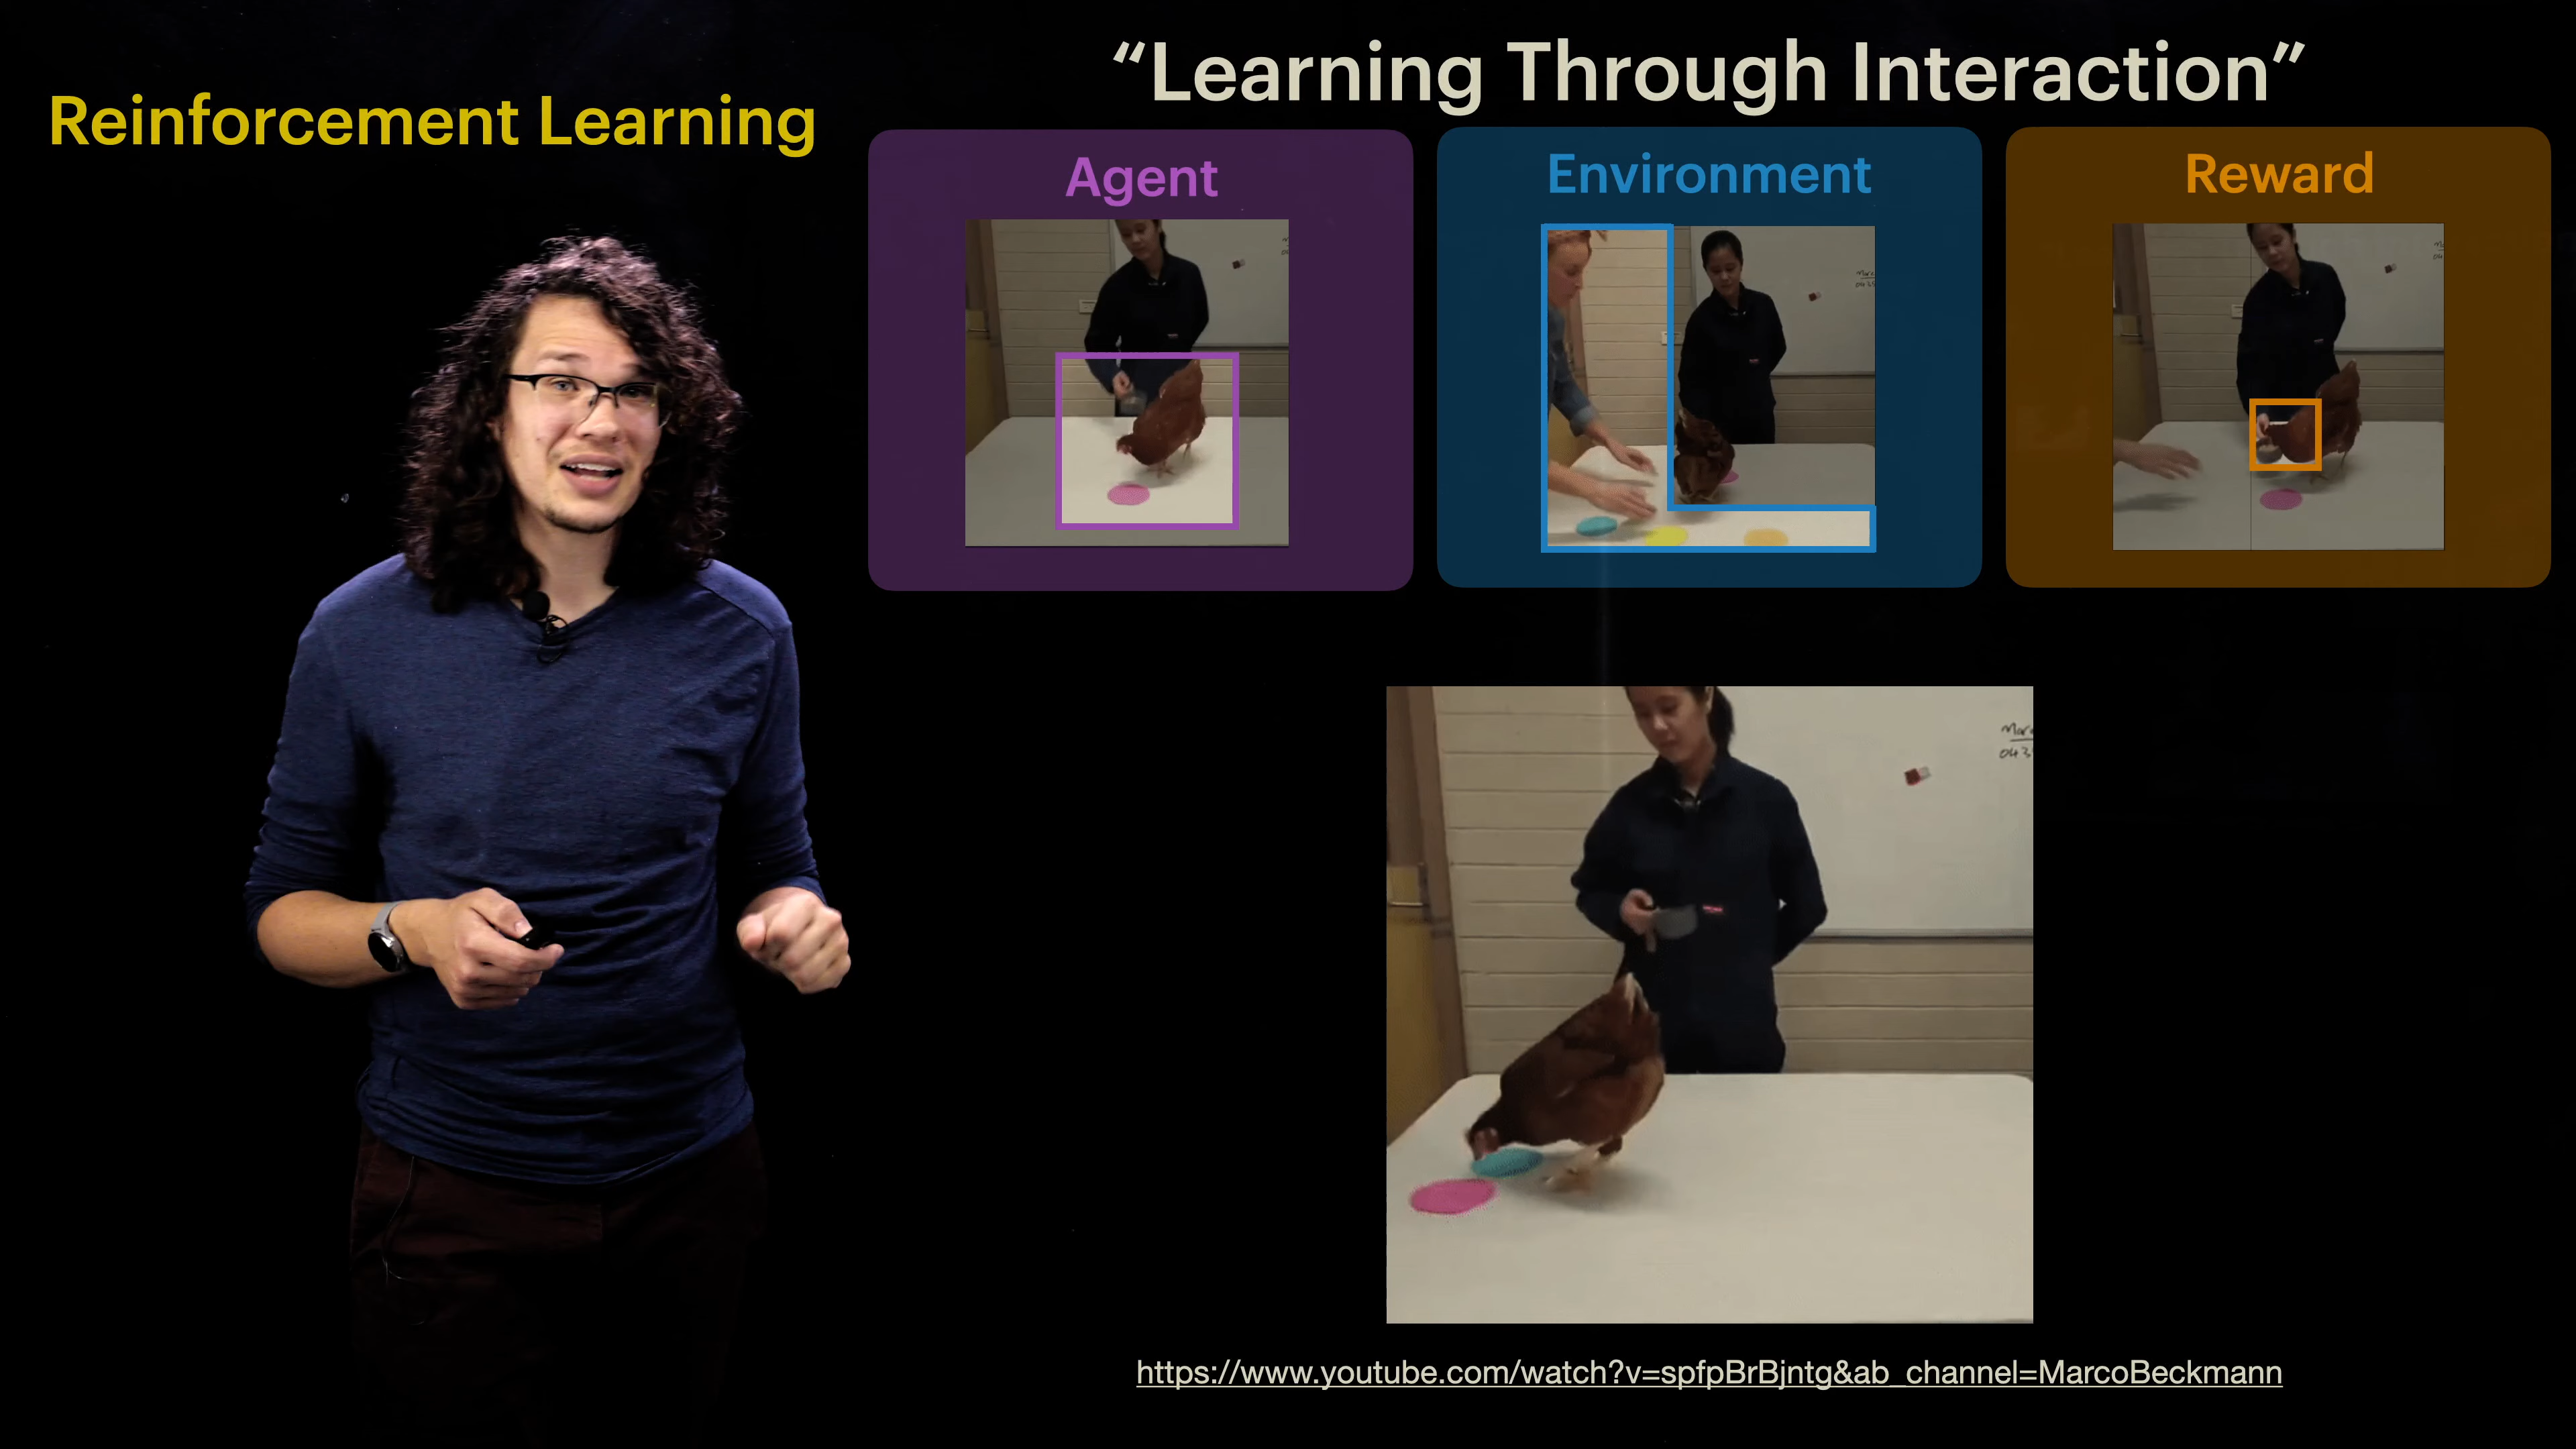 “Learning Through Interaction”
Reinforcement Learning
Agent
Environment
Reward
https://www.youtube.com/watch?v=spfpBrBjntg&ab_channel=MarcoBeckmann